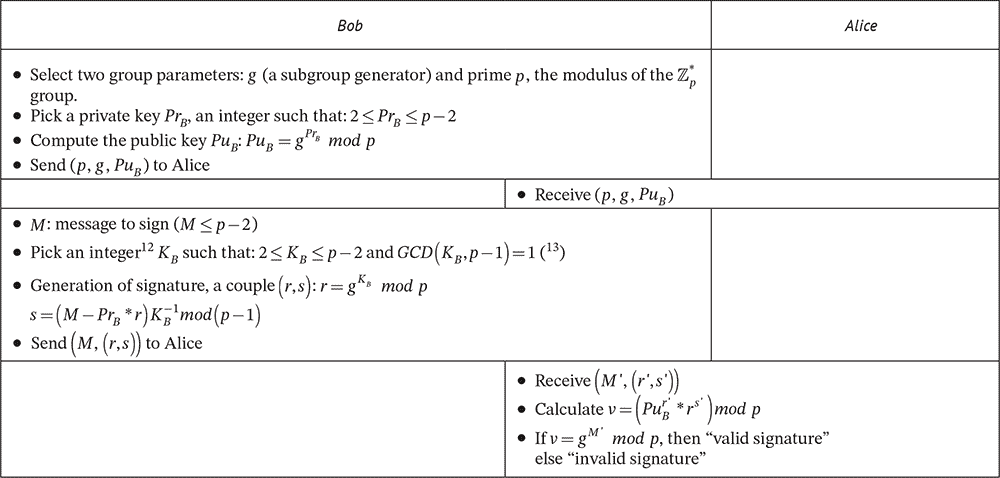 Bob Alice
• Select two group parameters: g (a subgroup generator) and prime p, the modulus of the ℤ*ₚ
group.
• Pick a private key Pr_B, an integer such that: 2 ≤ Pr_B ≤ p − 2
• Compute the public key Pu_B: Pu_B = g^{Pr_B} mod p
• Send (p, g, Pu_B) to Alice
• Receive (p, g, Pu_B)
• M: message to sign (M ≤ p − 2)
• Pick an integer¹² K_B such that: 2 ≤ K_B ≤ p − 2 and GCD(K_B, p − 1) = 1 (¹³)
• Generation of signature, a couple (r, s): r = g^{K_B} mod p
s = (M − Pr_B * r)K_B^{−1} mod(p − 1)
• Send (M, (r, s)) to Alice
• Receive (M', (r', s'))
• Calculate v = (Pu_B^{r'} * r^{s'}) mod p
• If v = g^{M'} mod p, then “valid signature”
else “invalid signature”